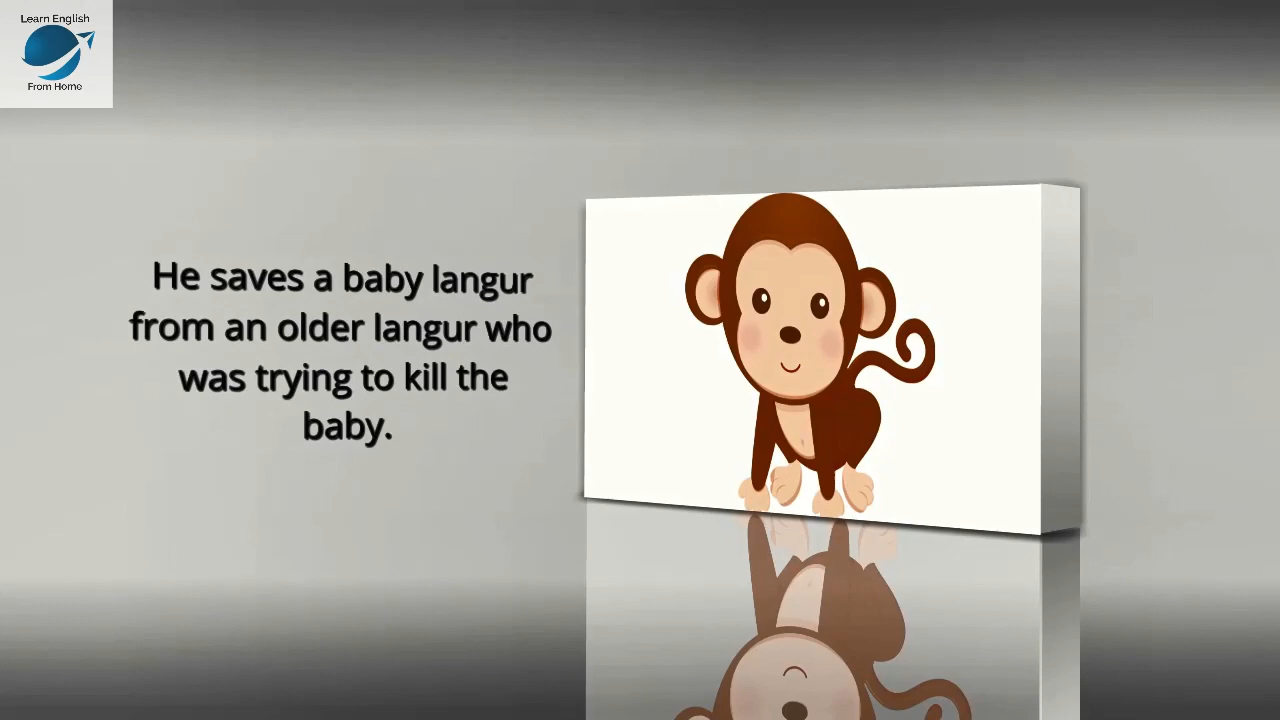 Learn English
From Home
He saves a baby langur
from an older langur who
was trying to kill the
baby.